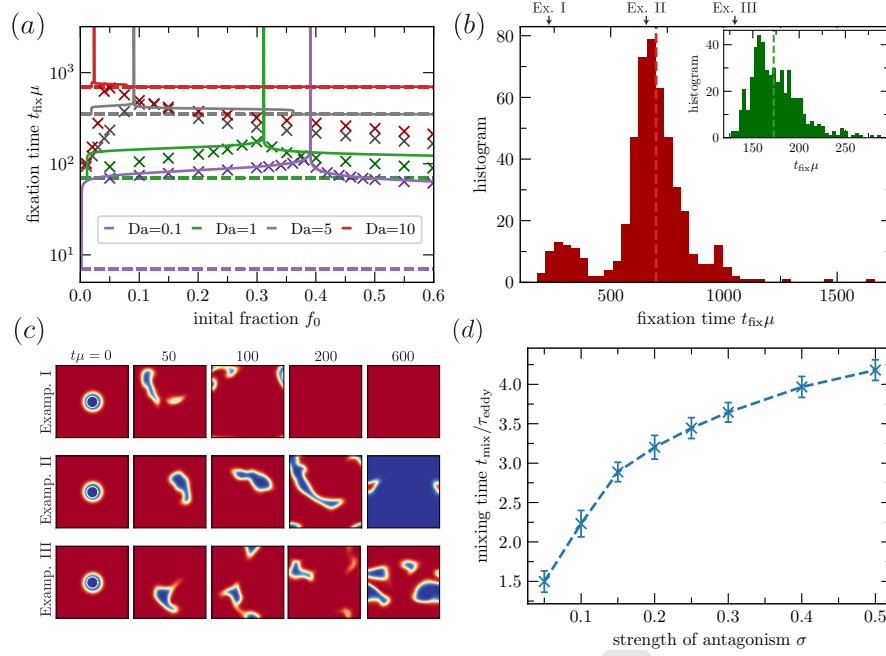 (a)
fixation time t_fix μ
10³
10²
10¹
Da=0.1 Da=1 Da=5 Da=10
0.0 0.1 0.2 0.3 0.4 0.5 0.6
inital fraction f₀
Ex. I Ex. II Ex. III
(b)
histogram
80
60
40
20
0
500 1000 1500
fixation time t_fix μ
histogram
40
20
0
150 200 250
t_fix μ
(c)
tμ = 0 50 100 200 600
Examp. I
Examp. II
Examp. III
(d)
mixing time t_mix/τ_eddy
4.0
3.5
3.0
2.5
2.0
1.5
0.1 0.2 0.3 0.4 0.5
strength of antagonism σ